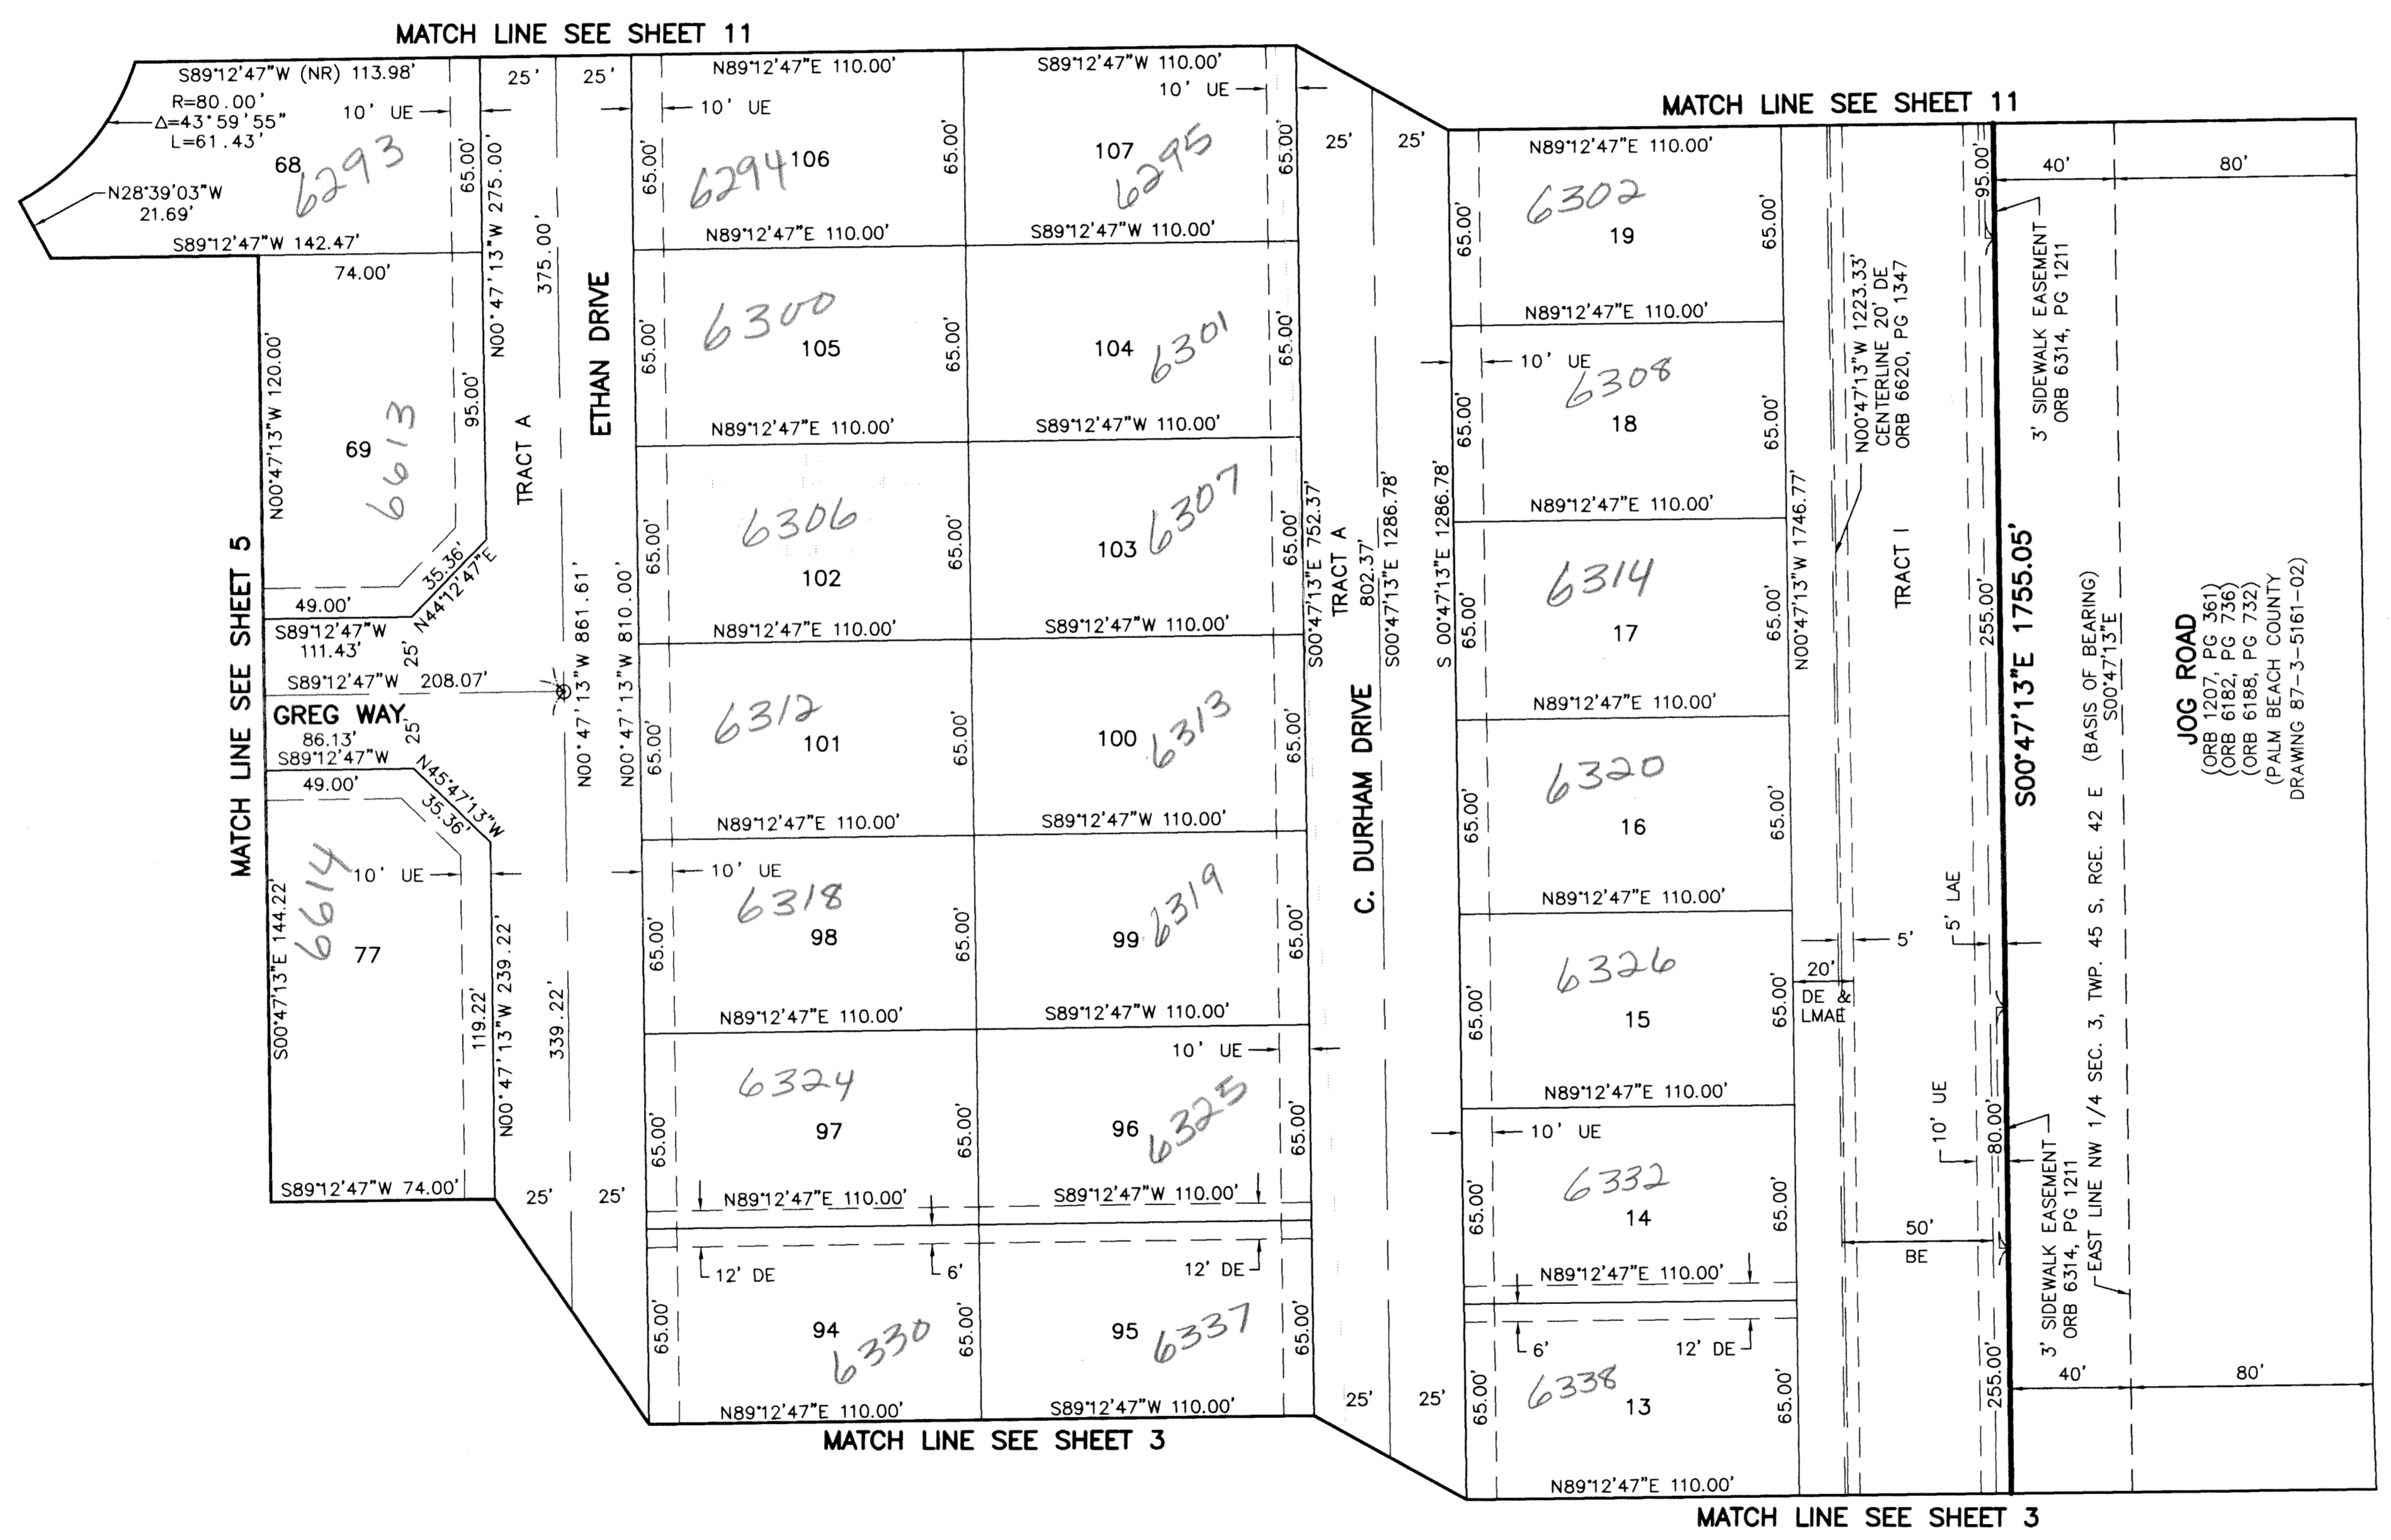 MATCH LINE SEE SHEET 11
S89°12'47"W (NR) 113.98'
R=80.00'
Δ=43°59'55"
L=61.43'
10' UE
68
6293
N28°39'03"W
21.69'
S89°12'47"W 142.47'
65.00'
N00°47'13"W 275.00'
25'
25'
74.00'
N00°47'13"W 120.00'
69
6613
95.00'
35.36'
N44°12'47"E
49.00'
S89°12'47"W
111.43'
25'
S89°12'47"W 208.07'
GREG WAY
86.13'
S89°12'47"W
25'
49.00'
N45°47'13"W
35.36'
MATCH LINE SEE SHEET 5
S00°47'13"E 144.22'
6614
10' UE
77
119.22'
N00°47'13"W 239.22'
S89°12'47"W 74.00'
TRACT A
375.00'
ETHAN DRIVE
N00°47'13"W 861.61'
N00°47'13"W 810.00'
339.22'
25'
25'
N89°12'47"E 110.00'
10' UE
65.00'
6294
106
65.00'
N89°12'47"E 110.00'
S89°12'47"W 110.00'
10' UE
107
6295
65.00'
S89°12'47"W 110.00'
65.00'
6300
105
65.00'
N89°12'47"E 110.00'
104
6301
65.00'
S89°12'47"W 110.00'
65.00'
6306
102
65.00'
N89°12'47"E 110.00'
103
6307
65.00'
S89°12'47"W 110.00'
65.00'
6312
101
65.00'
N89°12'47"E 110.00'
100
6313
65.00'
S89°12'47"W 110.00'
10' UE
65.00'
6318
98
65.00'
N89°12'47"E 110.00'
99
6319
65.00'
S89°12'47"W 110.00'
65.00'
6324
97
65.00'
N89°12'47"E 110.00'
10' UE
96
6325
65.00'
S89°12'47"W 110.00'
12' DE
6'
12' DE
65.00'
94
6330
65.00'
N89°12'47"E 110.00'
95
6337
65.00'
S89°12'47"W 110.00'
MATCH LINE SEE SHEET 3
25'
25'
S00°47'13"E 752.37'
TRACT A
802.37'
S00°47'13"E 1286.78'
S 00°47'13"E 1286.78'
C. DURHAM DRIVE
25'
25'
MATCH LINE SEE SHEET 11
N89°12'47"E 110.00'
65.00'
6302
19
65.00'
N89°12'47"E 110.00'
10' UE
6308
65.00'
18
65.00'
N89°12'47"E 110.00'
6314
65.00'
17
65.00'
N89°12'47"E 110.00'
6320
65.00'
16
65.00'
N89°12'47"E 110.00'
6326
65.00'
15
65.00'
N89°12'47"E 110.00'
10' UE
6332
65.00'
14
65.00'
N89°12'47"E 110.00'
6'
12' DE
6338
65.00'
13
65.00'
N89°12'47"E 110.00'
MATCH LINE SEE SHEET 3
N00°47'13"W 1746.77'
N00°47'13"W 1223.33'
CENTERLINE 20' DE
ORB 6620, PG 1347
TRACT I
95.00'
255.00'
5' LAE
5'
20'
DE &
LMAE
10' UE
80.00'
50'
BE
255.00'
S00°47'13"E 1755.05'
40'
80'
3' SIDEWALK EASEMENT
ORB 6314, PG 1211
3' SIDEWALK EASEMENT
ORB 6314, PG 1211
EAST LINE NW 1/4 SEC. 3, TWP. 45 S, RGE. 42 E (BASIS OF BEARING)
S00°47'13"E
JOG ROAD
(ORB 1207, PG 361)
(ORB 6182, PG 736)
(ORB 6188, PG 732)
(PALM BEACH COUNTY
DRAWING 87-3-5161-02)
40'
80'